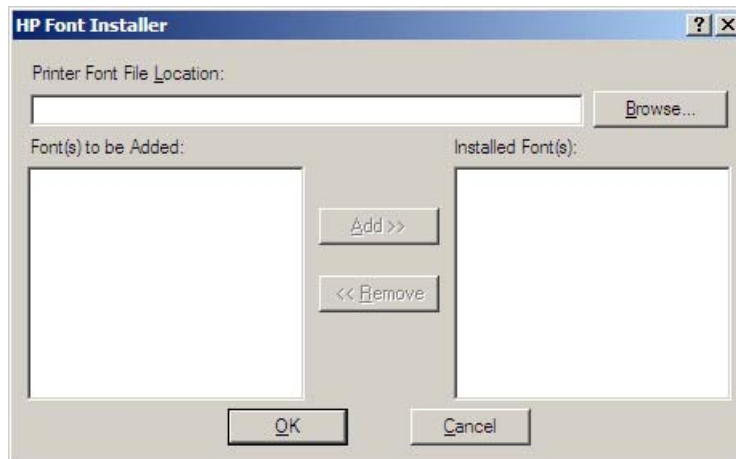 HP Font Installer
Printer Font File Location:
Browse...
Font(s) to be Added:
Installed Font(s):
Add >>
<< Remove
OK
Cancel